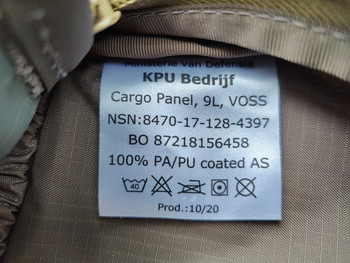 Ministerie van Defensie
KPU Bedrijf
Cargo Panel, 9L, VOSS
NSN:8470-17-128-4397
BO 87218156458
100% PA/PU coated AS
40
Prod.:10/20